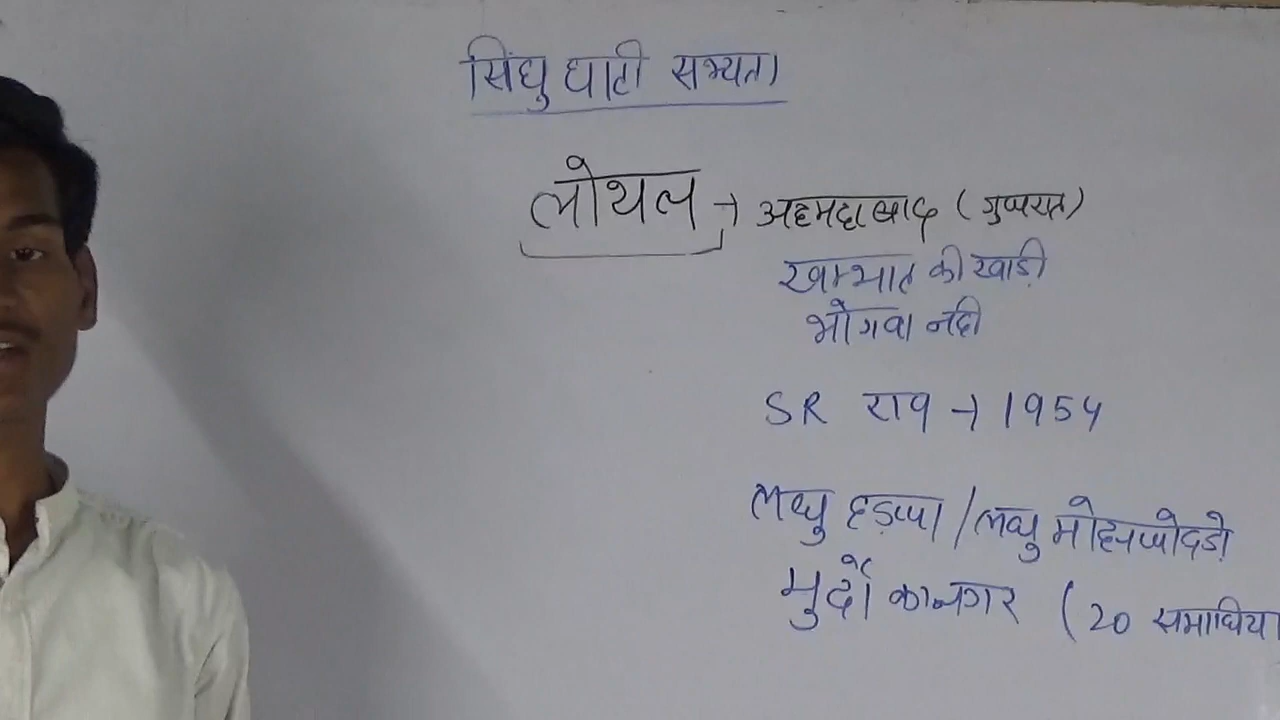 सिंधु घाटी सभ्यता
लोथल → अहमदाबाद (गुजरात)
खम्भात की खाड़ी
भोगवा नदी
SR राव → 1954
लघु हड़प्पा / लघु मोहनजोदड़ो
मुर्दों का नगर (20 समाधिया